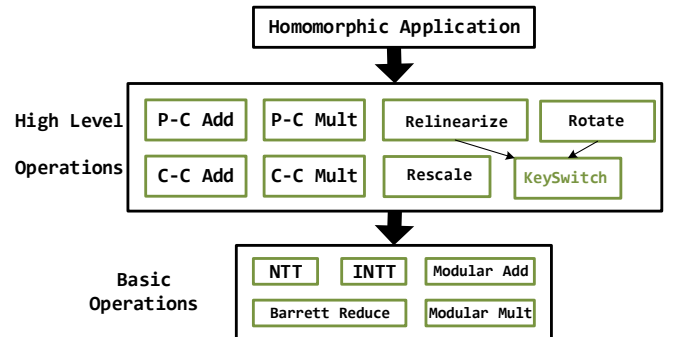 Homomorphic Application
High Level
Operations
P-C Add
P-C Mult
Relinearize
Rotate
C-C Add
C-C Mult
Rescale
KeySwitch
Basic
Operations
NTT
INTT
Modular Add
Barrett Reduce
Modular Mult